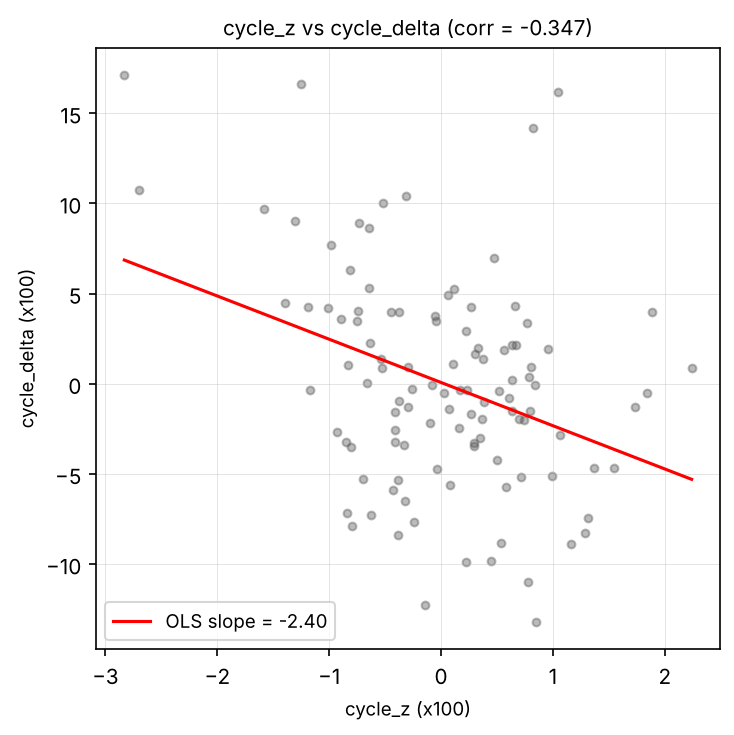 cycle_z vs cycle_delta (corr = -0.347)
cycle_delta (x100)
15
10
5
0
−5
−10
OLS slope = -2.40
−3 −2 −1 0 1 2
cycle_z (x100)